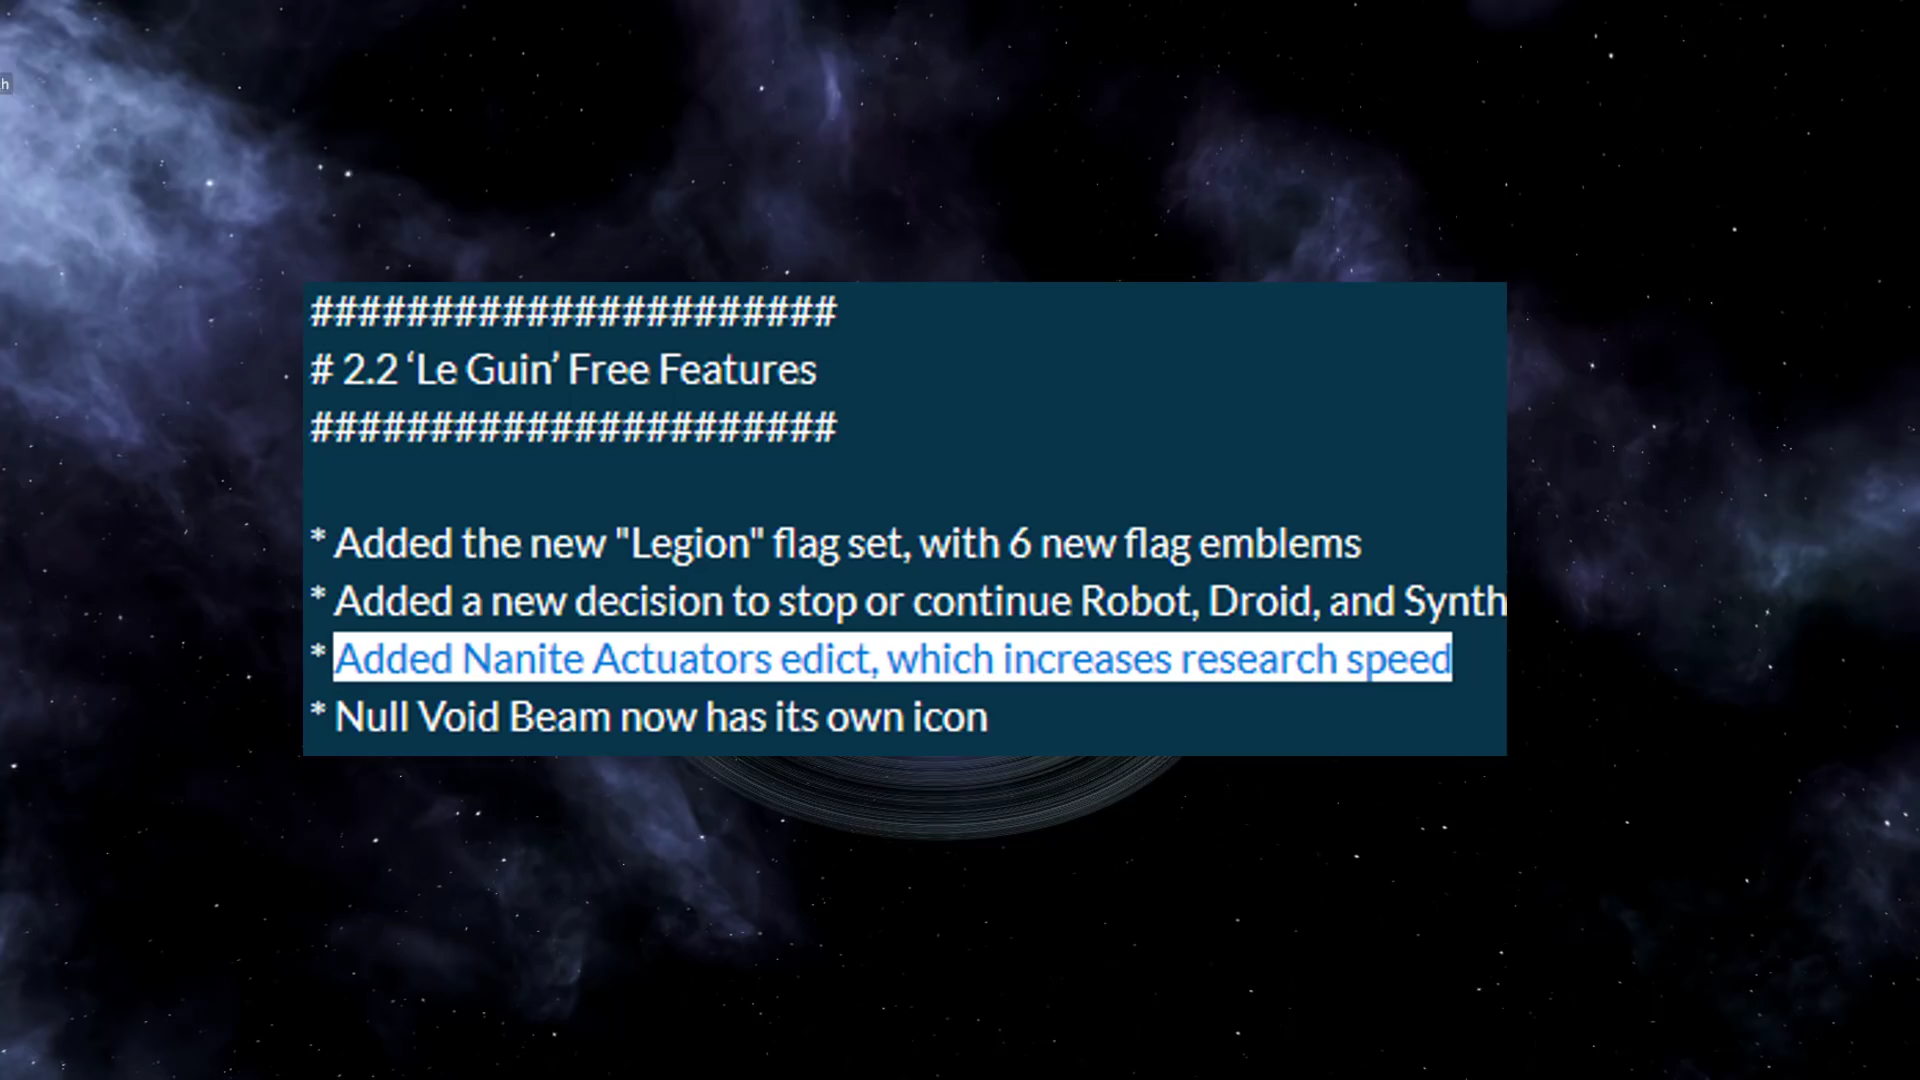 h
######################
# 2.2 ‘Le Guin’ Free Features
######################
* Added the new "Legion" flag set, with 6 new flag emblems
* Added a new decision to stop or continue Robot, Droid, and Synth
* Added Nanite Actuators edict, which increases research speed
* Null Void Beam now has its own icon